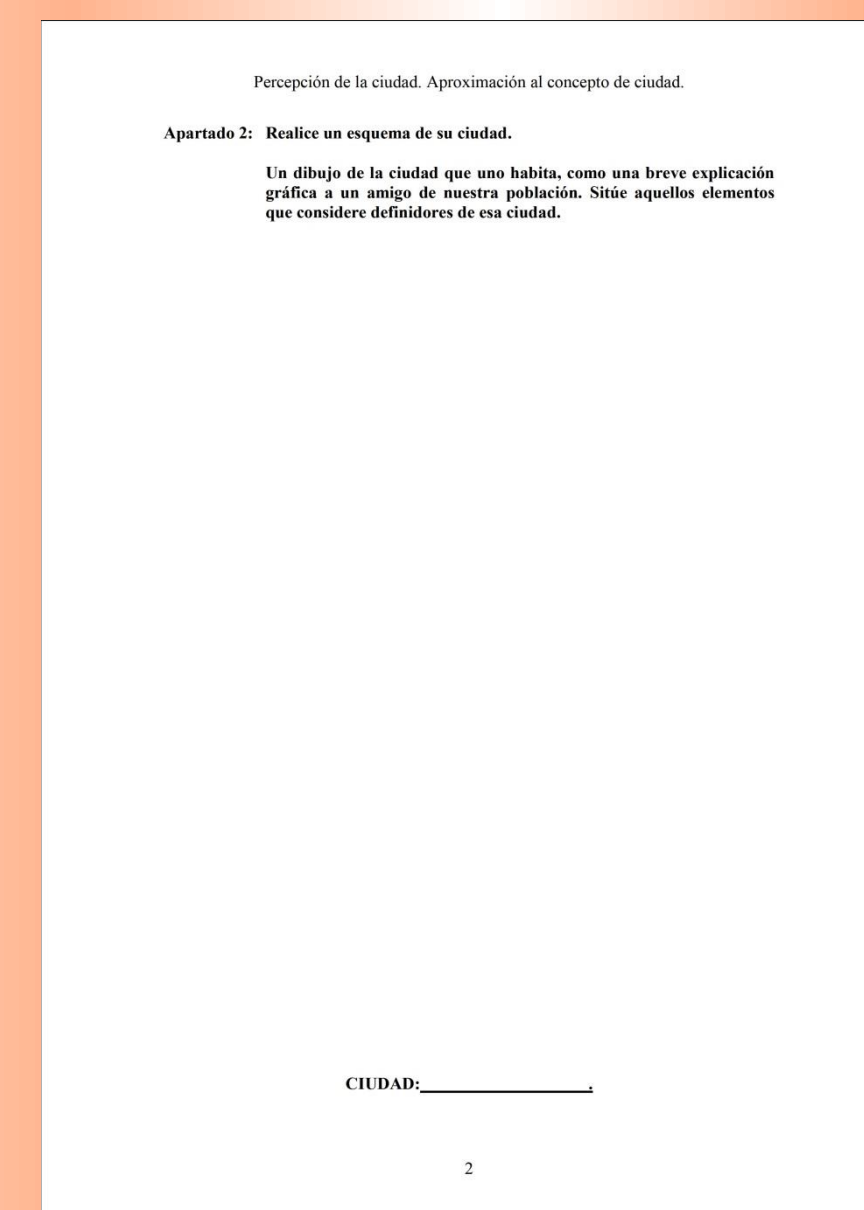 Percepción de la ciudad. Aproximación al concepto de ciudad.
Apartado 2: Realice un esquema de su ciudad.
Un dibujo de la ciudad que uno habita, como una breve explicación
gráfica a un amigo de nuestra población. Sitúe aquellos elementos
que considere definidores de esa ciudad.
CIUDAD:____________________.
2